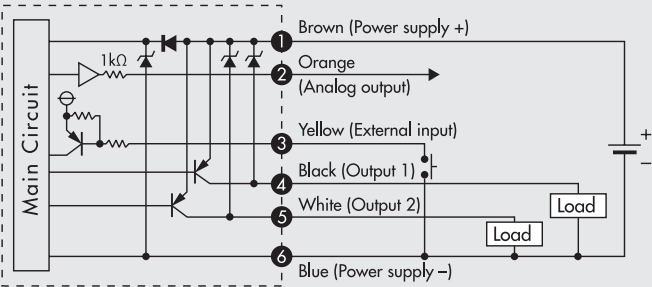 Main Circuit
1kΩ
1 Brown (Power supply +)
2 Orange
(Analog output)
3 Yellow (External input)
4 Black (Output 1)
5 White (Output 2)
6 Blue (Power supply –)
Load
Load
+
–